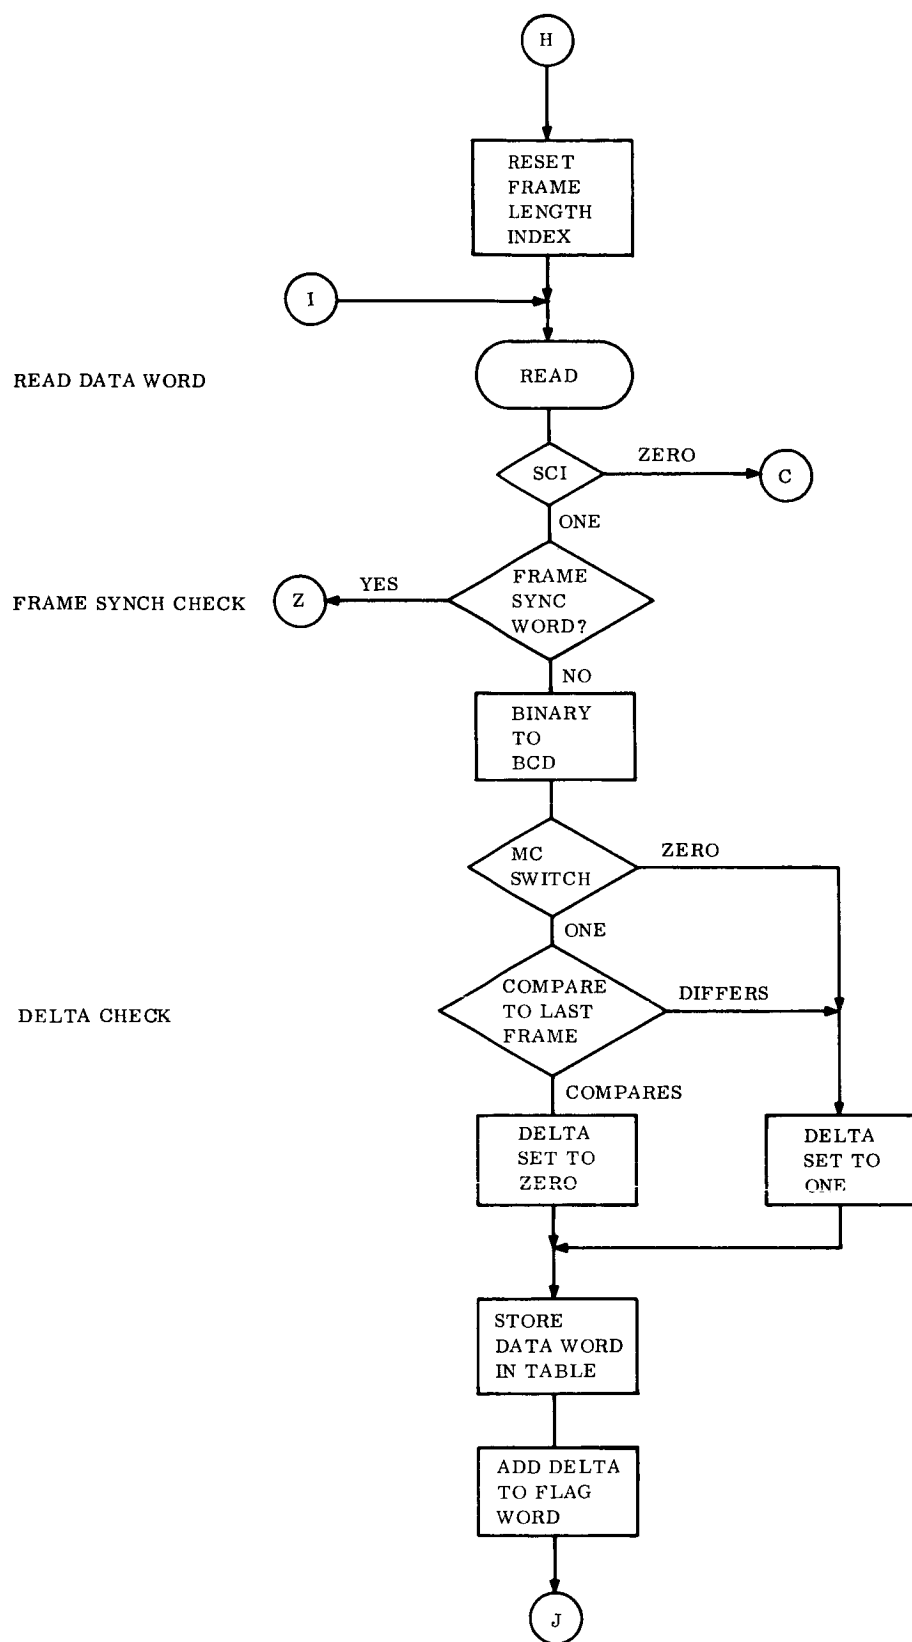 H
RESET
FRAME
LENGTH
INDEX
I
READ DATA WORD
READ
SCI
ZERO
C
ONE
FRAME SYNCH CHECK
Z
YES
FRAME
SYNC
WORD?
NO
BINARY
TO
BCD
MC
SWITCH
ZERO
ONE
DELTA CHECK
COMPARE
TO LAST
FRAME
DIFFERS
COMPARES
DELTA
SET TO
ZERO
DELTA
SET TO
ONE
STORE
DATA WORD
IN TABLE
ADD DELTA
TO FLAG
WORD
J